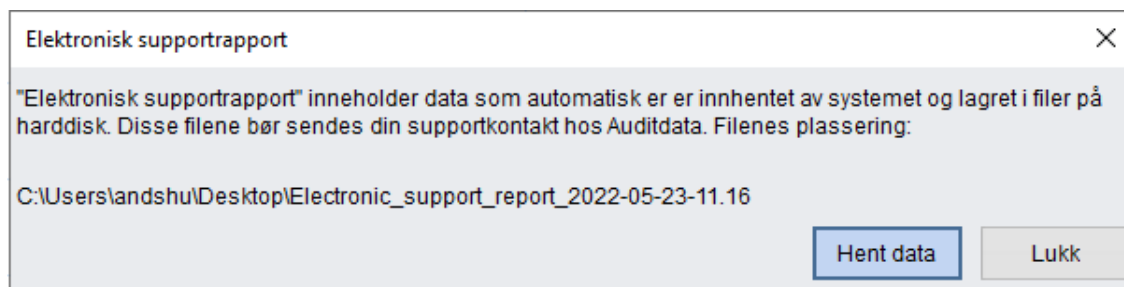 Elektronisk supportrapport
"Elektronisk supportrapport" inneholder data som automatisk er er innhentet av systemet og lagret i filer på
harddisk. Disse filene bør sendes din supportkontakt hos Auditdata. Filenes plassering:
C:\Users\andshu\Desktop\Electronic_support_report_2022-05-23-11.16
Hent data
Lukk